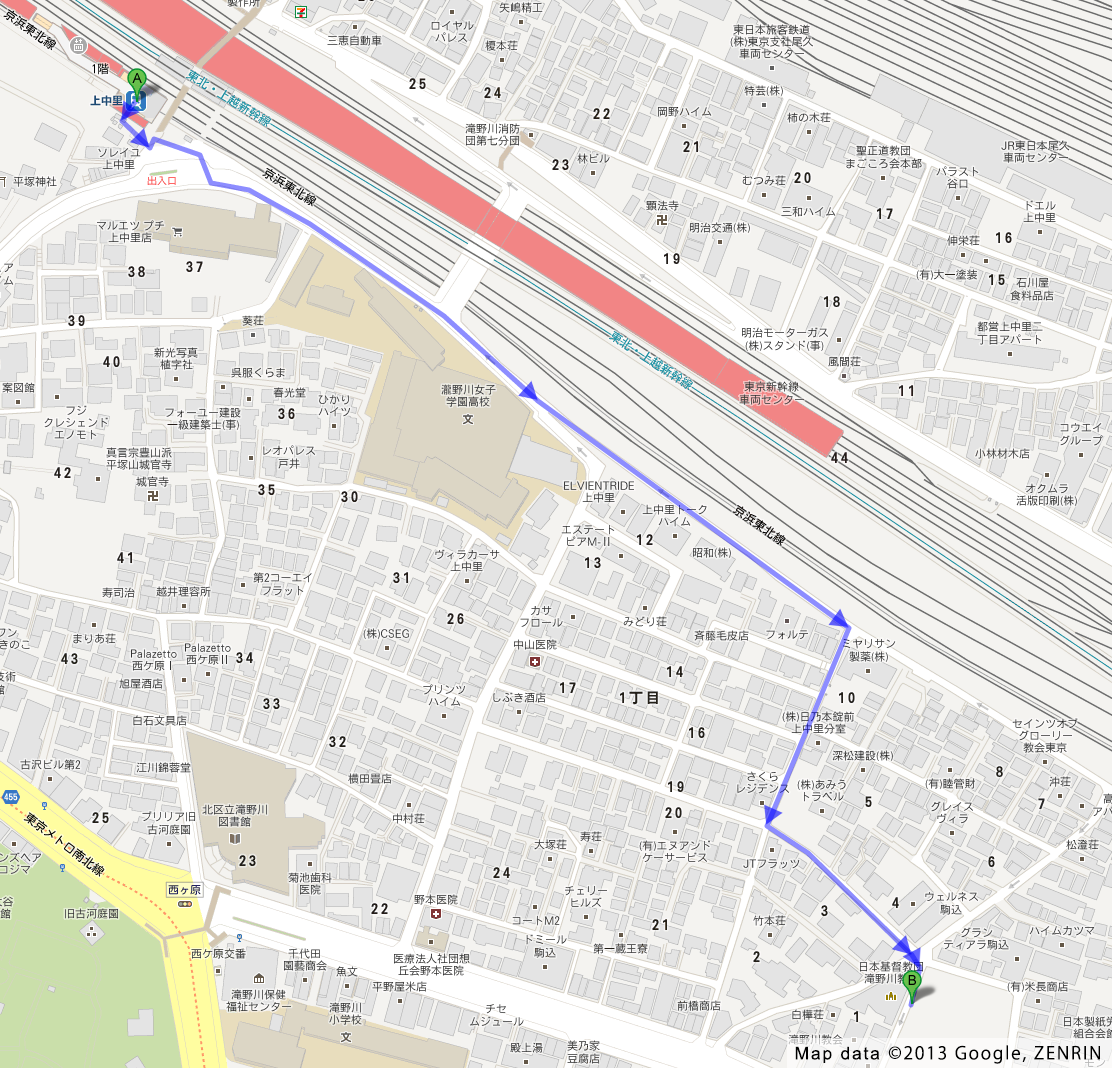 京浜東北線
製作所
矢嶋精工
ロイヤル
パレス
三恵自動車
榎本荘
東日本旅客鉄道
(株)東京支社尾久
車両センター
1階
A
上中里
東北・上越新幹線
25
24
22
岡野ハイム
特芸(株)
滝野川消防
団第七分団
21
柿の木荘
ソレイユ
上中里
23
林ビル
聖正道教団
まごころ会本部
JR東日本尾久
車両センター
平塚神社
出入口
京浜東北線
むつみ荘
20
パラスト
谷口
顕法寺
三和ハイム
17
ドエル
上中里
マルエツ プチ
上中里店
明治交通(株)
伸栄荘
16
38
37
19
(有)大一塗装
15
石川屋
食料品店
18
39
葵荘
明治モーターガス
(株)スタンド(事)
都営上中里二
丁目アパート
40
新光写真
植字社
東北・上越新幹線
風間荘
呉服くらま
瀧野川女子
学園高校
東京新幹線
車両センター
11
案図館
春光堂
フジ
クレシェンド
エノモト
フォーユー建設
一級建築士(事)
36
ひかり
ハイツ
コウエイ
グループ
真言宗豊山派
平塚山城官寺
レオパレス
戸井
44
小林材木店
42
城官寺
35
30
ELVIENTRIDE
上中里
オクムラ
活版印刷(株)
上中里トーク
ハイム
京浜東北線
エステート
ピアM-II
12
昭和(株)
41
ヴィラカーサ
上中里
13
寿司治
越井理容所
第2コーエイ
フラット
31
カサ
フロール
みどり荘
26
まりあ荘
(株)CSEG
斉藤毛皮店
フォルテ
43
Palazetto
西ケ原 I
Palazetto
西ケ原 II
34
中山医院
ミヤリサン
製薬(株)
旭屋酒店
14
プリンツ
ハイム
しぶき酒店
17
1丁目
10
33
白石文具店
(株)日乃本錠前
上中里分室
16
32
セインツオブ
グローリー
教会東京
深松建設(株)
古沢ビル第2
江川錦蓉堂
横田畳店
さくら
レジデンス
(株)あみう
トラベル
19
8
(有)睦管財
沖荘
455
25
ブリリア旧
古河庭園
北区立滝野川
図書館
中村荘
20
5
グレイス
ヴィラ
7
東京メトロ南北線
寿荘
(有)エヌアンド
ケーサービス
大塚荘
松澄荘
23
JTフラッツ
6
菊池歯科
医院
24
西ヶ原
チェリー
ヒルズ
ウェルネス
駒込
22
野本医院
3
4
旧古河庭園
コートM2
21
竹本荘
グラン
ティアラ駒込
ハイムカツマ
西ケ原交番
千代田
園藝商会
ドミール
駒込
第一蔵王寮
医療法人社団想
丘会野本医院
2
魚文
日本基督教団
滝野川教会
B
滝野川保健
福祉センター
平野屋米店
(有)米長商店
滝野川
小学校
チセ
ムジュール
前橋商店
白樺荘
1
日本製紙労
組合会館
殿上湯
美乃家
豆腐店
滝野川教会
Map data ©2013 Google, ZENRIN